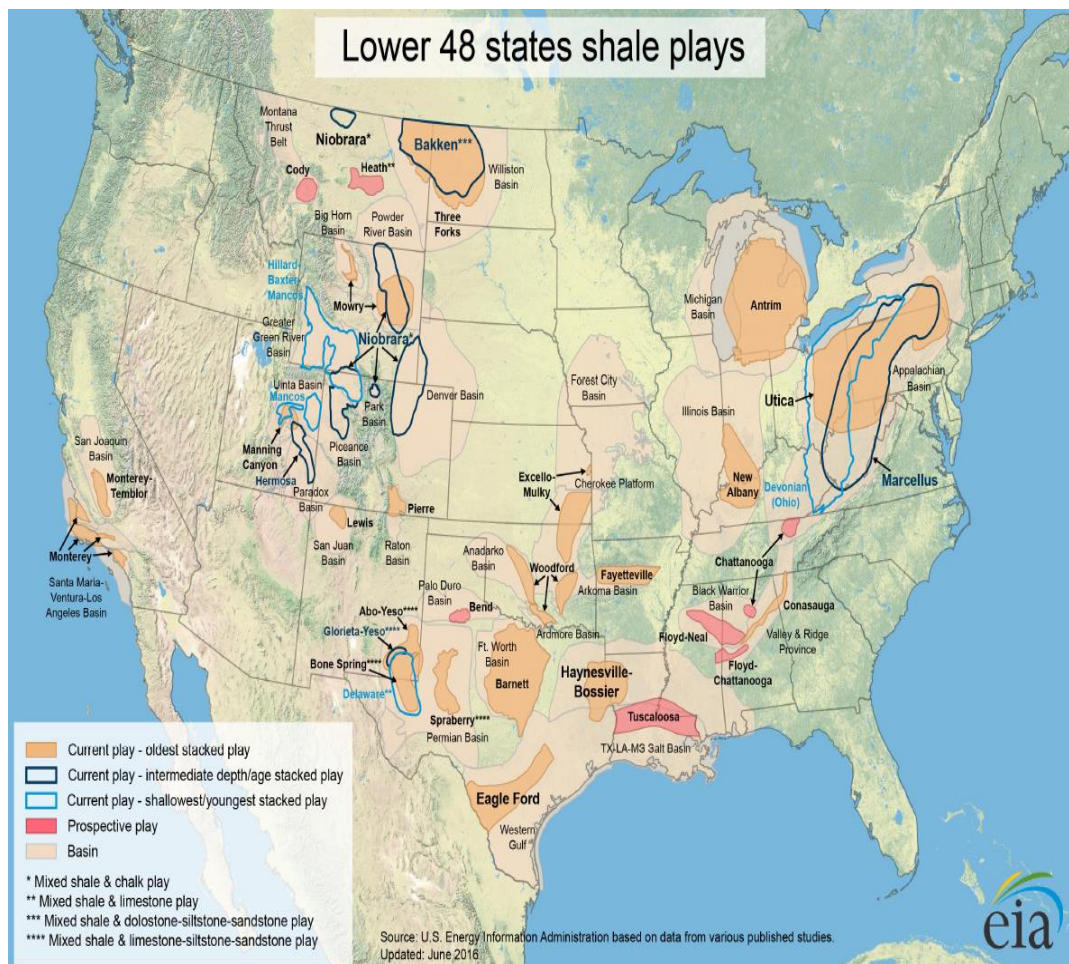 Lower 48 states shale plays
Montana
Thrust
Belt
Niobrara*
Bakken***
Cody
Heath**
Williston
Basin
Big Horn
Basin
Powder
River Basin
Three
Forks
Hillard-
Baxter-
Mancos
Mowry
Michigan
Basin
Antrim
Greater
Green River
Basin
Niobrara*
Appalachian
Basin
Uinta Basin
Mancos
Park
Basin
Denver Basin
Forest City
Basin
Illinois Basin
Utica
San Joaquin
Basin
Manning
Canyon
Piceance
Basin
Hermosa
Monterey-
Temblor
Paradox
Basin
Excello-
Mulky
Cherokee Platform
New
Albany
Devonian
(Ohio)
Marcellus
Lewis
Pierre
Monterey
San Juan
Basin
Raton
Basin
Anadarko
Basin
Woodford
Fayetteville
Chattanooga
Santa Maria-
Ventura-Los
Angeles Basin
Palo Duro
Basin
Bend
Arkoma Basin
Black Warrior
Basin
Conasauga
Abo-Yeso****
Glorieta-Yeso****
Ardmore Basin
Floyd-Neal
Valley & Ridge
Province
Bone Spring****
Ft. Worth
Basin
Barnett
Haynesville-
Bossier
Floyd-
Chattanooga
Delaware**
Spraberry****
Permian Basin
Tuscaloosa
TX-LA-MS Salt Basin
Eagle Ford
Western
Gulf
Current play - oldest stacked play
Current play - intermediate depth/age stacked play
Current play - shallowest/youngest stacked play
Prospective play
Basin
* Mixed shale & chalk play
** Mixed shale & limestone play
*** Mixed shale & dolostone-siltstone-sandstone play
**** Mixed shale & limestone-siltstone-sandstone play
Source: U.S. Energy Information Administration based on data from various published studies.
Updated: June 2016
eia